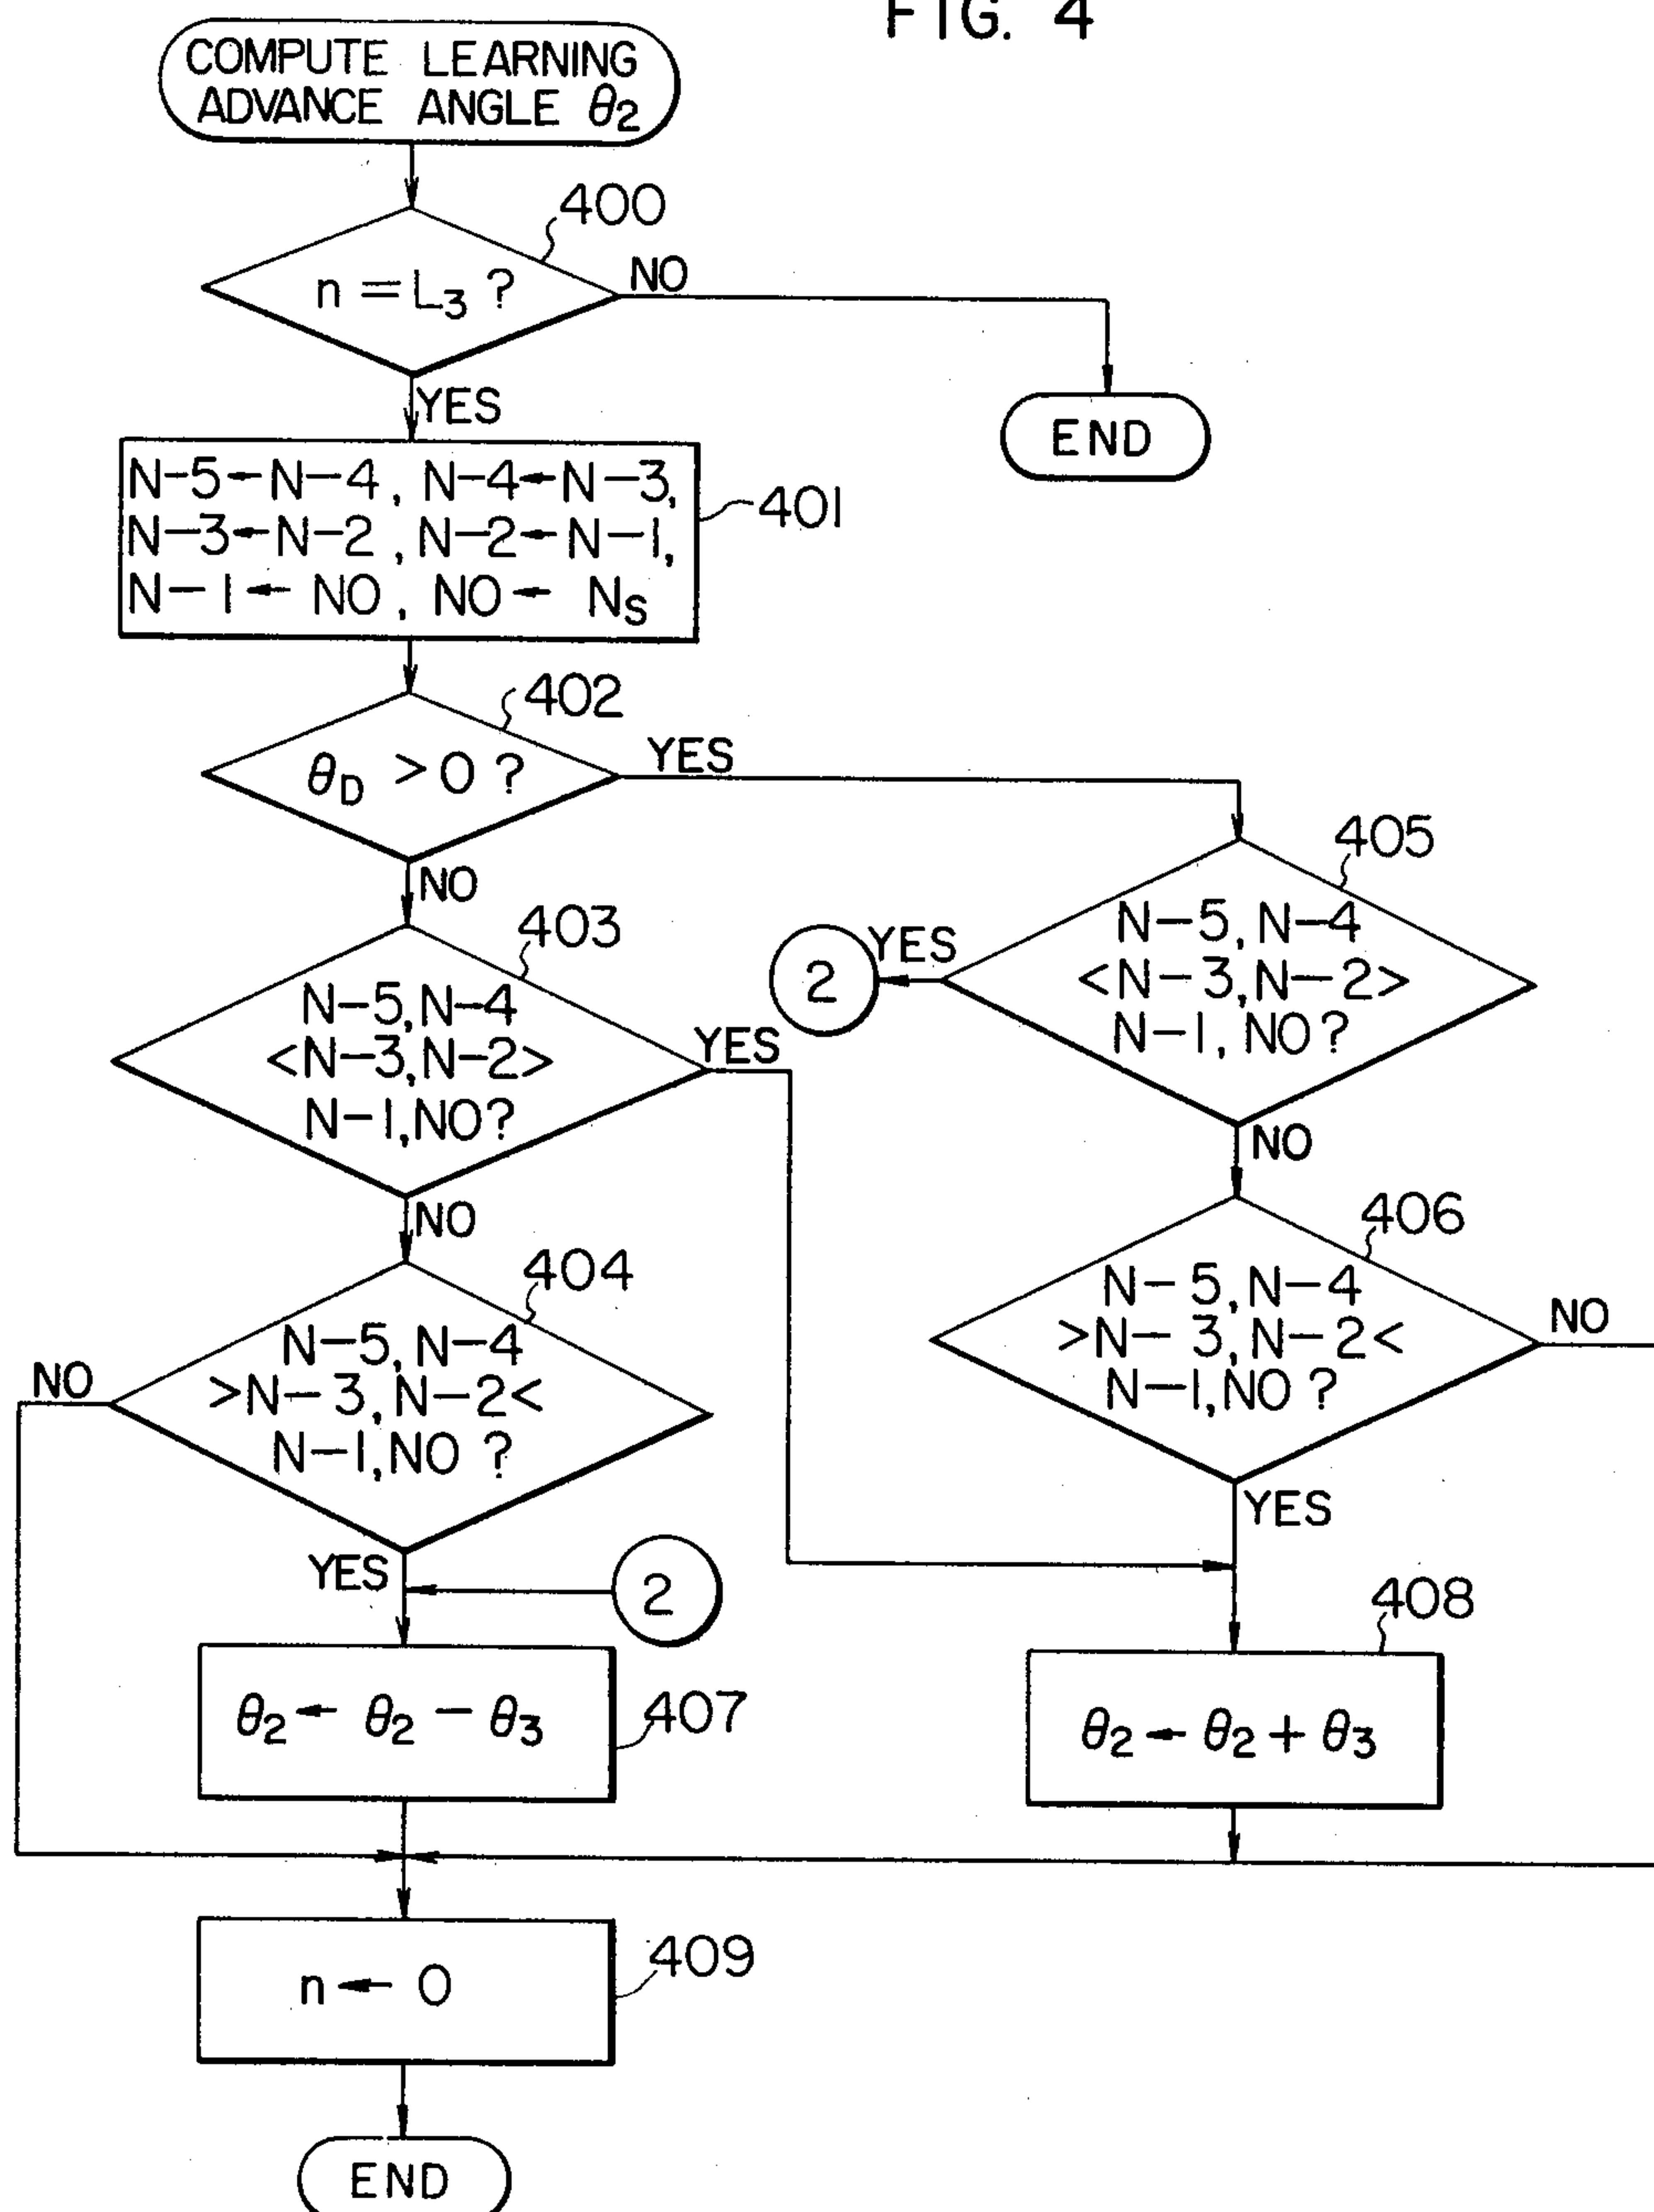 FIG. 4
COMPUTE LEARNING
ADVANCE ANGLE θ2
400
n = L3 ?
NO
YES
END
N-5←N-4, N-4←N-3,
N-3←N-2, N-2←N-1,
N-1← NO, NO← NS
401
402
θD > 0 ?
YES
NO
405
N-5, N-4
<N-3, N-2>
N-1, NO?
YES
2
NO
403
N-5, N-4
<N-3, N-2>
N-1, NO?
YES
NO
406
N-5, N-4
>N-3, N-2<
N-1, NO ?
NO
YES
404
N-5, N-4
>N-3, N-2<
N-1, NO ?
NO
YES
2
408
θ2 ← θ2 - θ3
407
θ2 ← θ2 + θ3
n ← 0
409
END